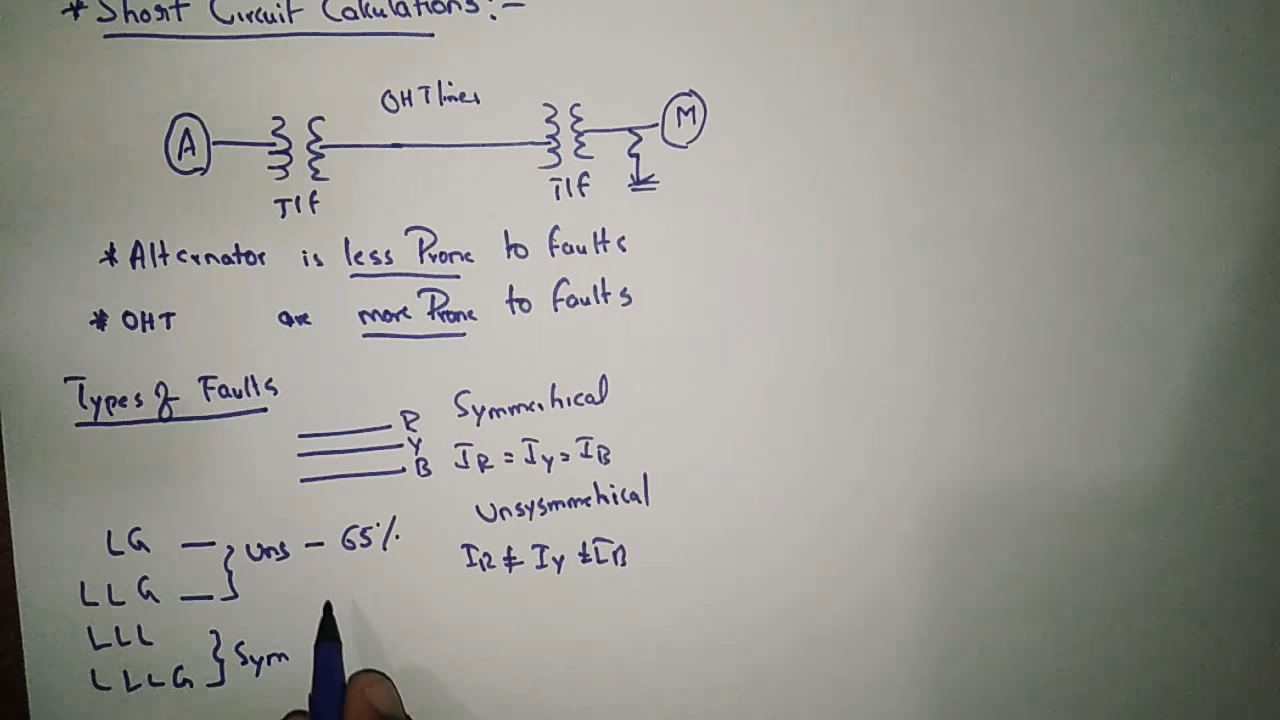 * Short Circuit Calculations:-
OHT lines
A
M
T/F
T/F
* Alternator is less Prone to faults
* OHT are more Prone to faults
Types of Faults
R
Y
B
Symmetrical
IR = IY = IB
Unsysmmetrical
IR ≠ IY ≠ IB
LG — } Uns – 65%.
LLG —
LLL } Sym
LLLG